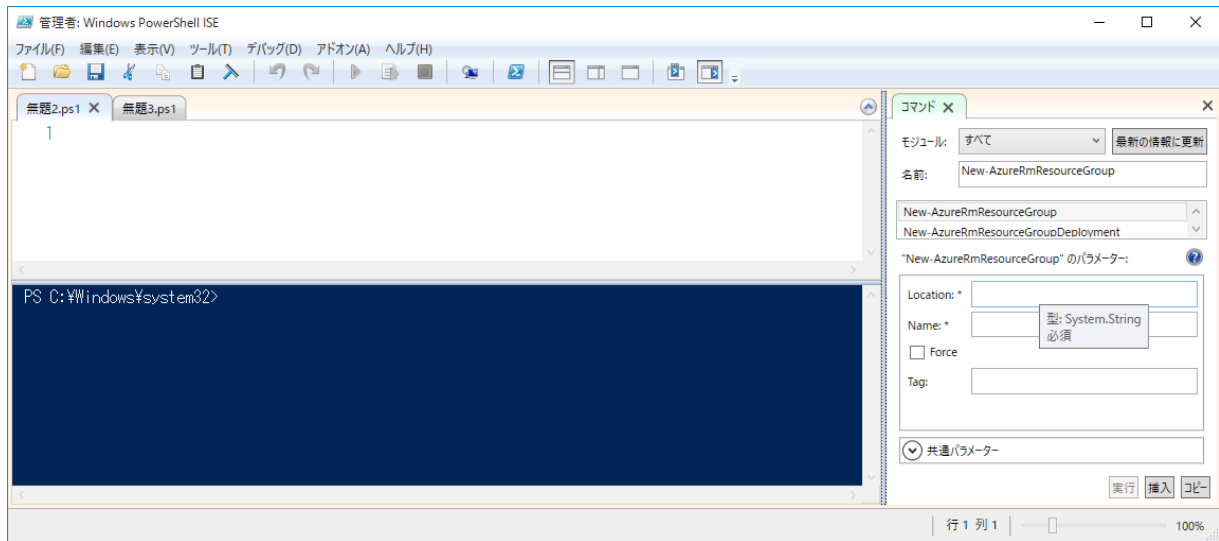 管理者: Windows PowerShell ISE
ファイル(F) 編集(E) 表示(V) ツール(T) デバッグ(D) アドオン(A) ヘルプ(H)
無題2.ps1 無題3.ps1
1
PS C:¥Windows¥system32>
コマンド
モジュール: すべて 最新の情報に更新
名前: New-AzureRmResourceGroup
New-AzureRmResourceGroup
New-AzureRmResourceGroupDeployment
"New-AzureRmResourceGroup" のパラメーター:
Location: *
型: System.String
必須
Name: *
Force
Tag:
共通パラメーター
実行 挿入 コピー
行 1 列 1 100%